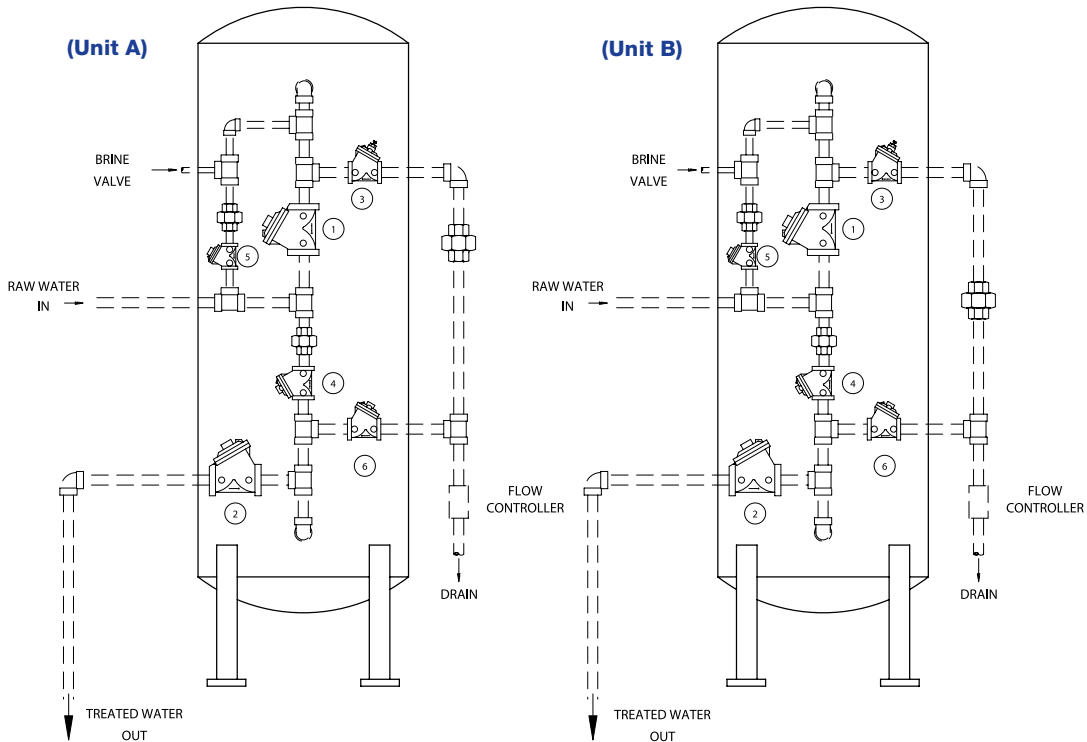 (Unit A)
BRINE
VALVE
3
1
5
RAW WATER
IN
4
6
2
FLOW
CONTROLLER
DRAIN
TREATED WATER
OUT
(Unit B)
BRINE
VALVE
3
1
5
RAW WATER
IN
4
6
2
FLOW
CONTROLLER
DRAIN
TREATED WATER
OUT